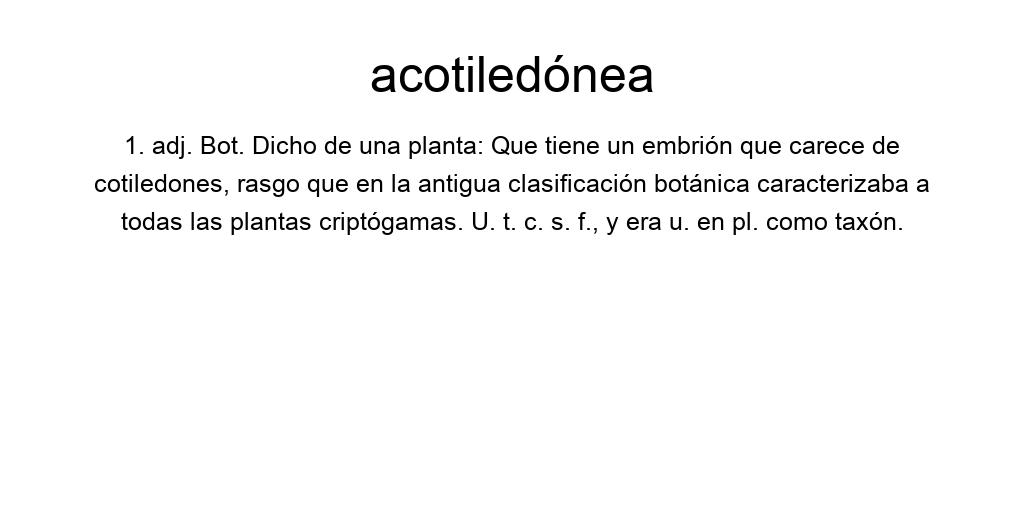 acotiledónea
1. adj. Bot. Dicho de una planta: Que tiene un embrión que carece de
cotiledones, rasgo que en la antigua clasificación botánica caracterizaba a
todas las plantas criptógamas. U. t. c. s. f., y era u. en pl. como taxón.